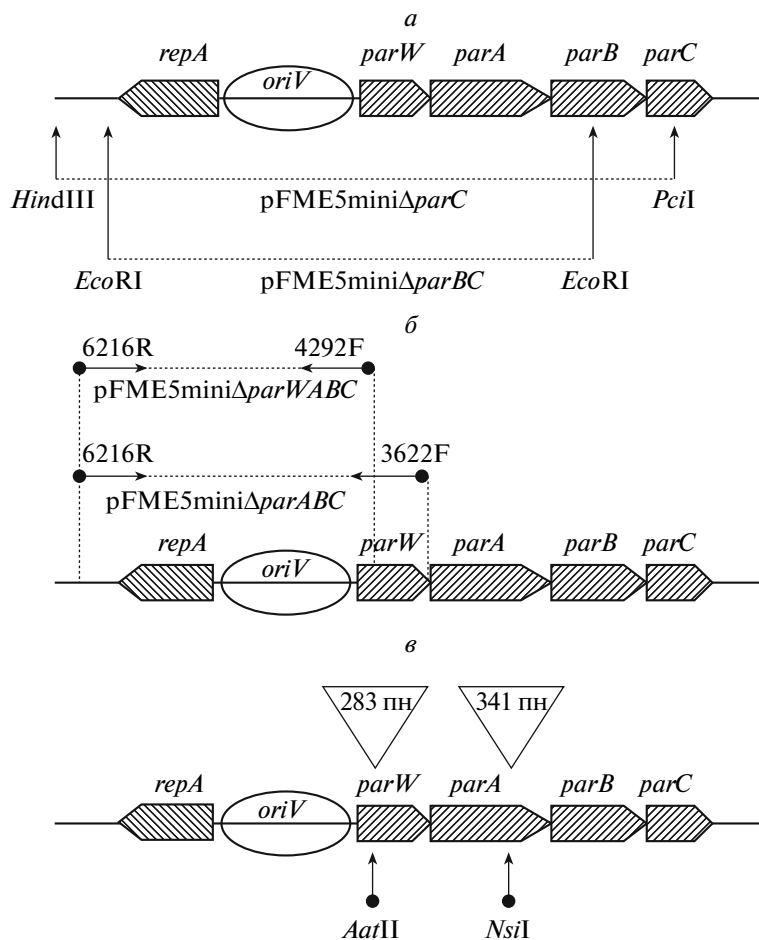 а
repA parW parA parB parC
oriV
HindIII pFME5miniΔparC PciI
EcoRI pFME5miniΔparBC EcoRI
б
6216R 4292F
pFME5miniΔparWABC
6216R 3622F
pFME5miniΔparABC
repA parW parA parB parC
oriV
в
283 пн 341 пн
repA parW parA parB parC
oriV
AatII NsiI